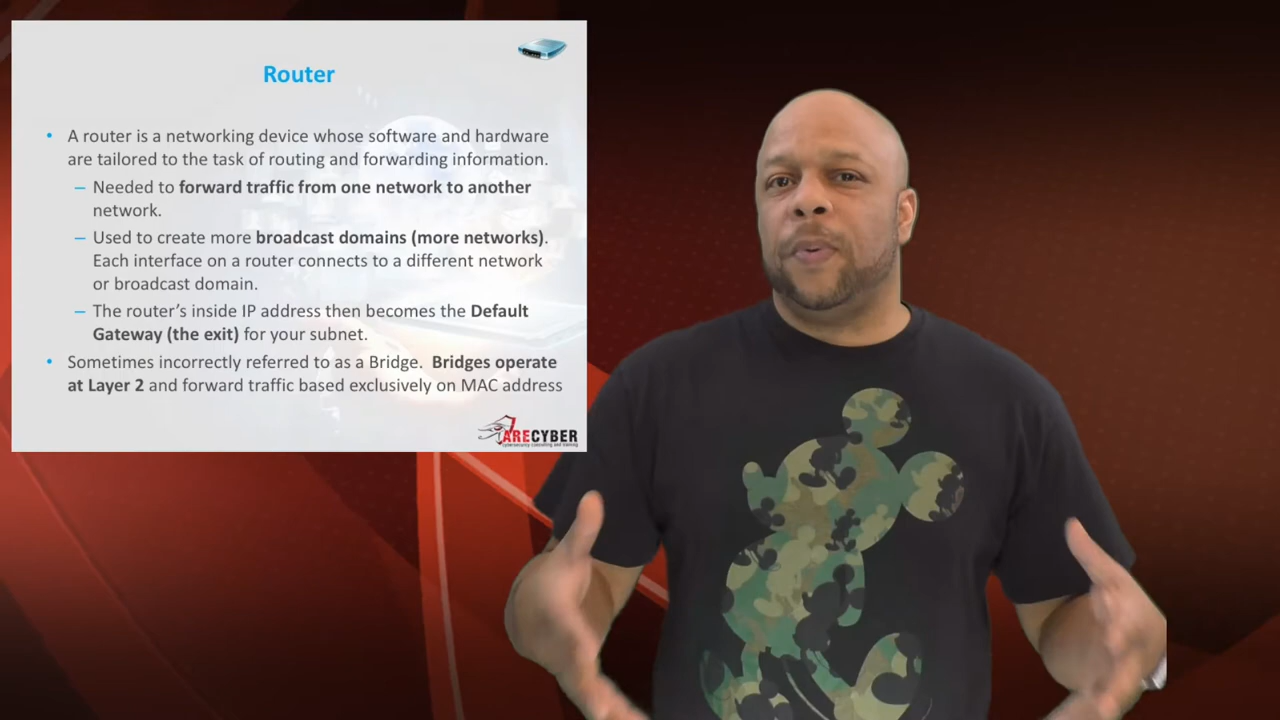 Router
• A router is a networking device whose software and hardware
are tailored to the task of routing and forwarding information.
– Needed to forward traffic from one network to another
network.
– Used to create more broadcast domains (more networks).
Each interface on a router connects to a different network
or broadcast domain.
– The router's inside IP address then becomes the Default
Gateway (the exit) for your subnet.
• Sometimes incorrectly referred to as a Bridge.  Bridges operate
at Layer 2 and forward traffic based exclusively on MAC address
ARECYBER
cybersecurity consulting and training